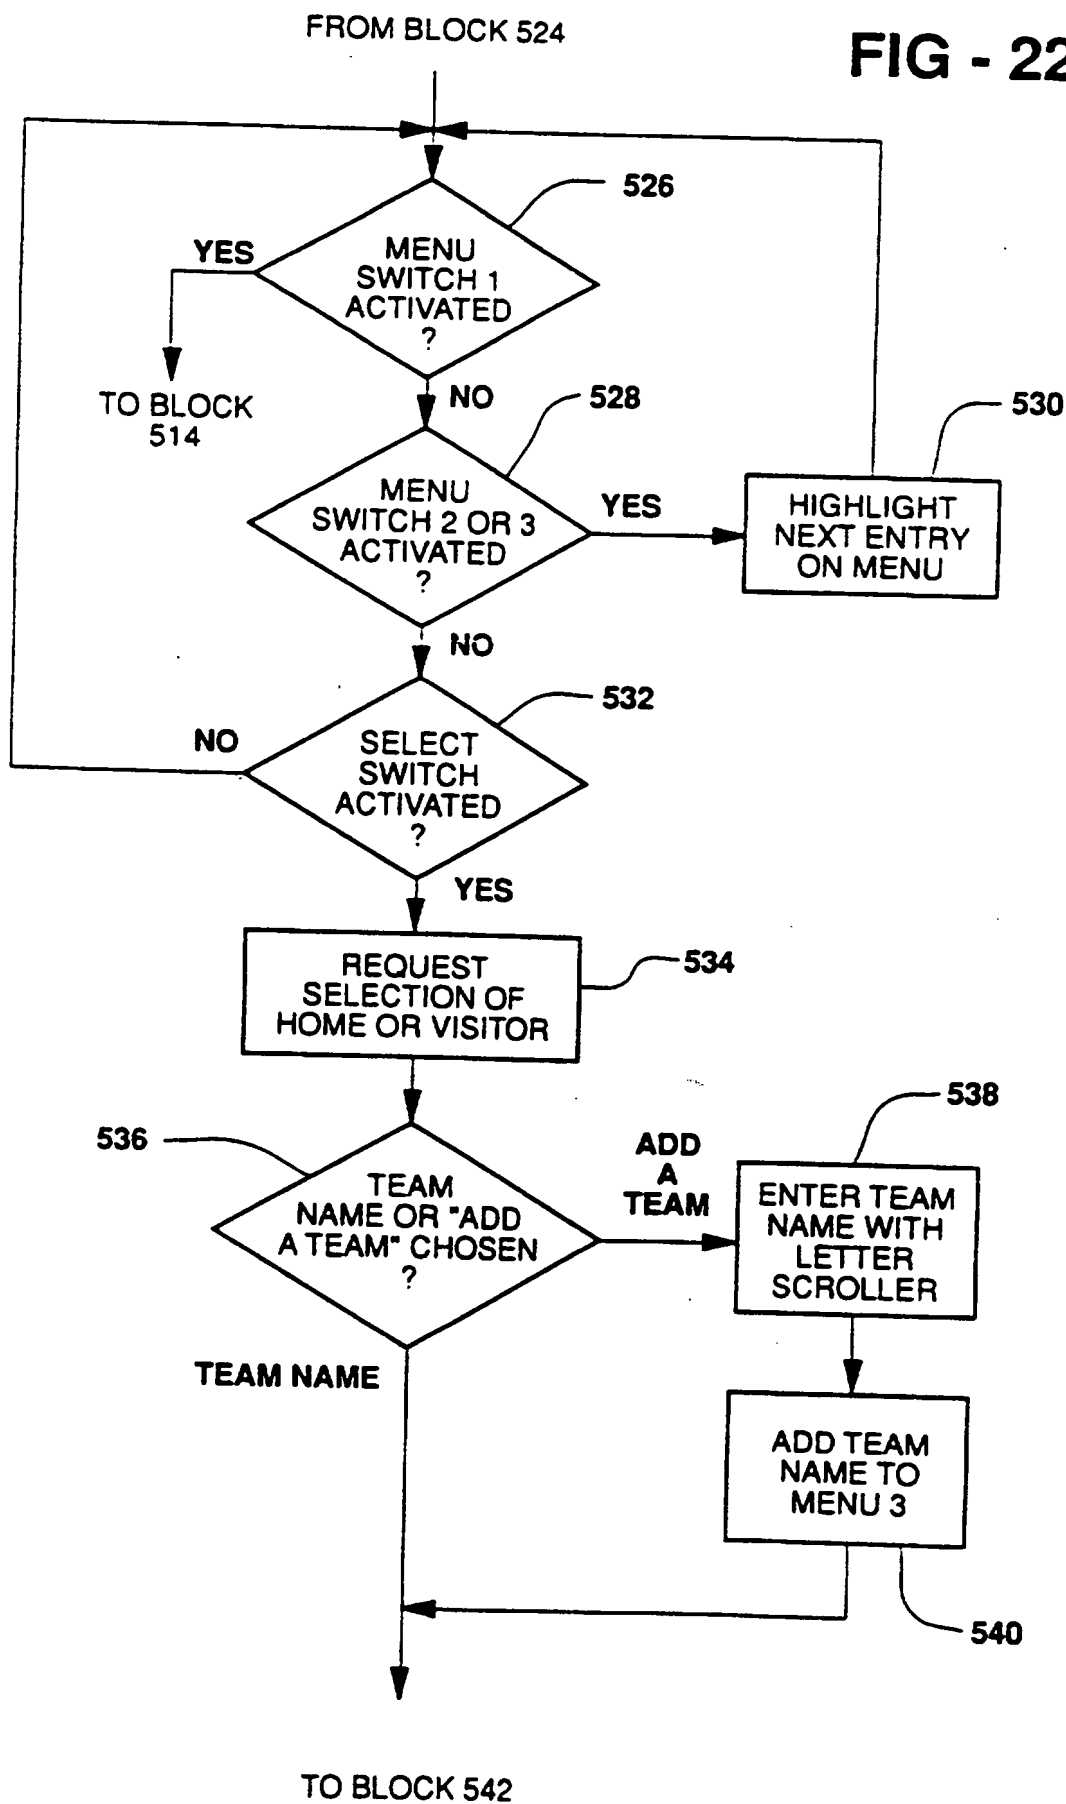 FROM BLOCK 524
FIG - 22
526
YES
MENU
SWITCH 1
ACTIVATED
?
TO BLOCK
514
NO
528
530
MENU
SWITCH 2 OR 3
ACTIVATED
?
YES
HIGHLIGHT
NEXT ENTRY
ON MENU
NO
532
NO
SELECT
SWITCH
ACTIVATED
?
YES
REQUEST
SELECTION OF
HOME OR VISITOR
534
536
538
TEAM
NAME OR "ADD
A TEAM" CHOSEN
?
ADD
A
TEAM
ENTER TEAM
NAME WITH
LETTER
SCROLLER
TEAM NAME
ADD TEAM
NAME TO
MENU 3
540
TO BLOCK 542